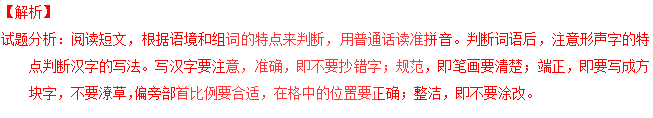 【解析】
试题分析：阅读短文，根据语境和组词的特点来判断，用普通话读准拼音。判断词语后，注意形声字的特
点判断汉字的写法。写汉字要注意，准确，即不要抄错字；规范，即笔画要清楚；端正，即要写成方
块字，不要潦草，偏旁部首比例要合适，在格中的位置要正确；整洁，即不要涂改。